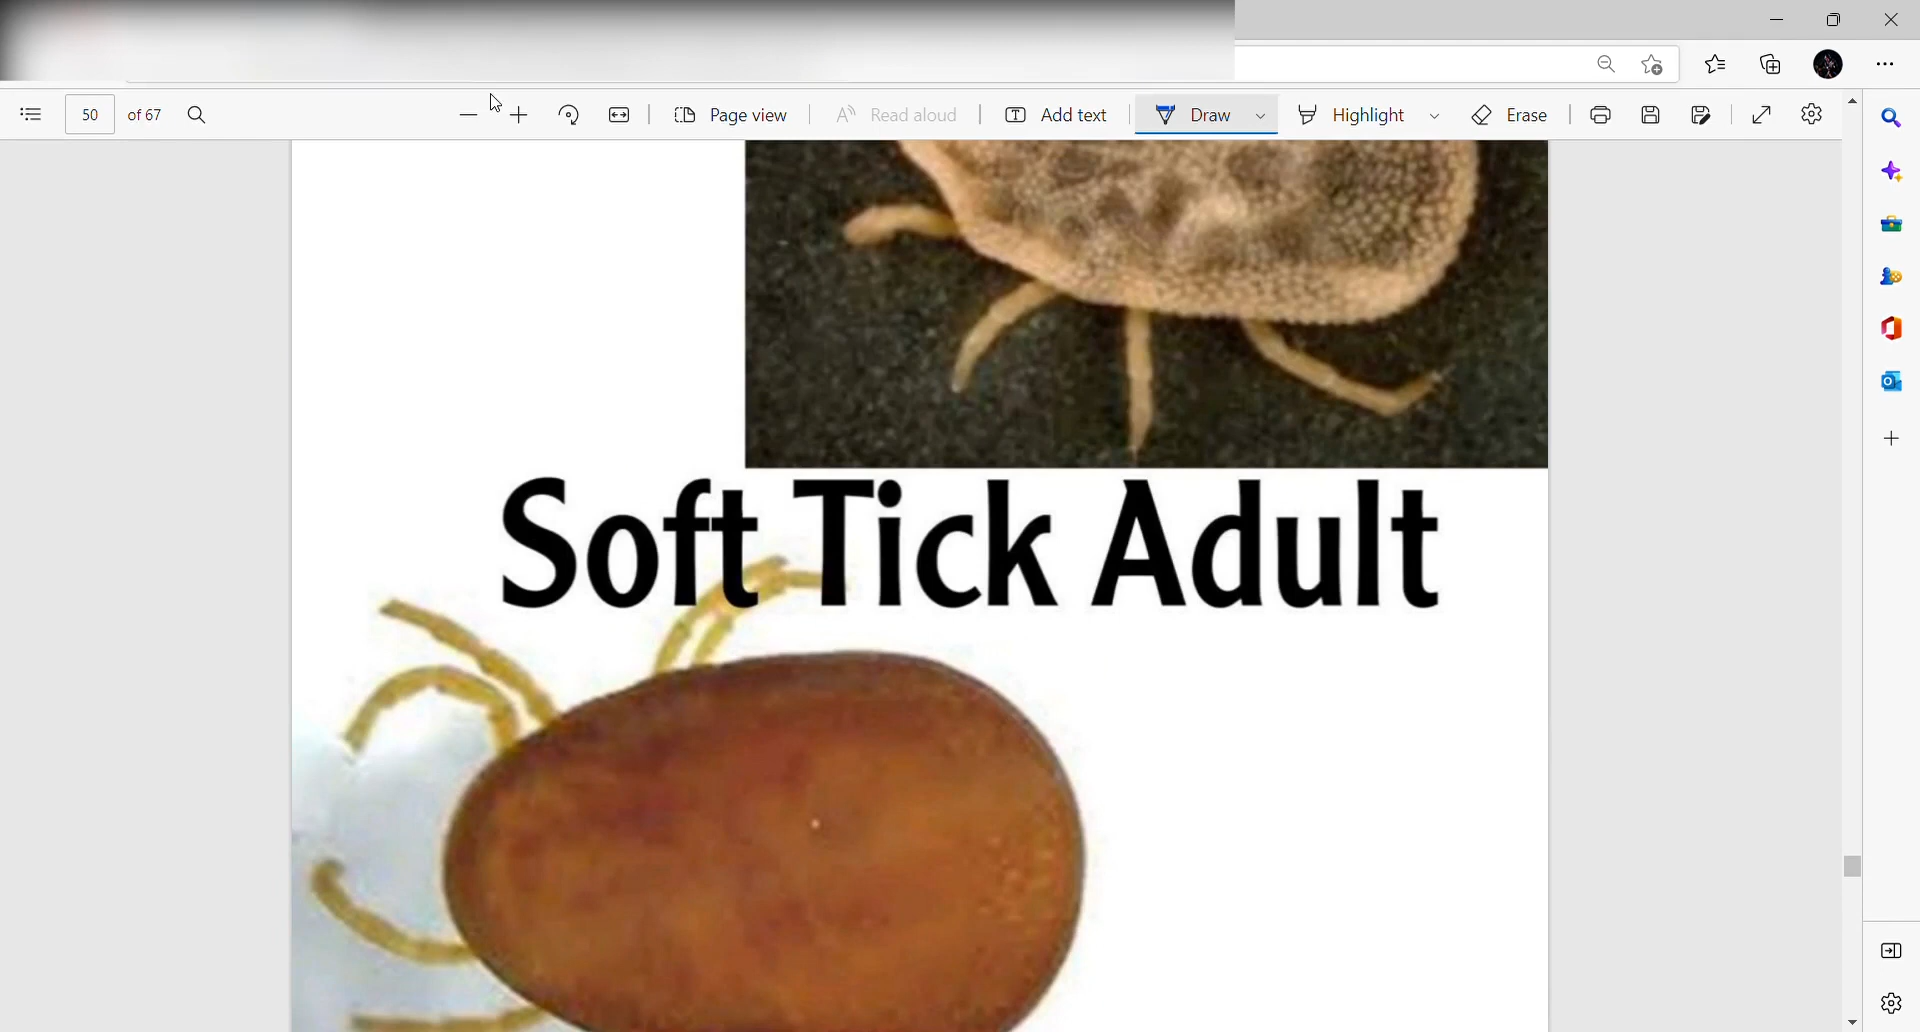 50 of 67
Page view
Read aloud
Add text
Draw
Highlight
Erase
Soft Tick Adult